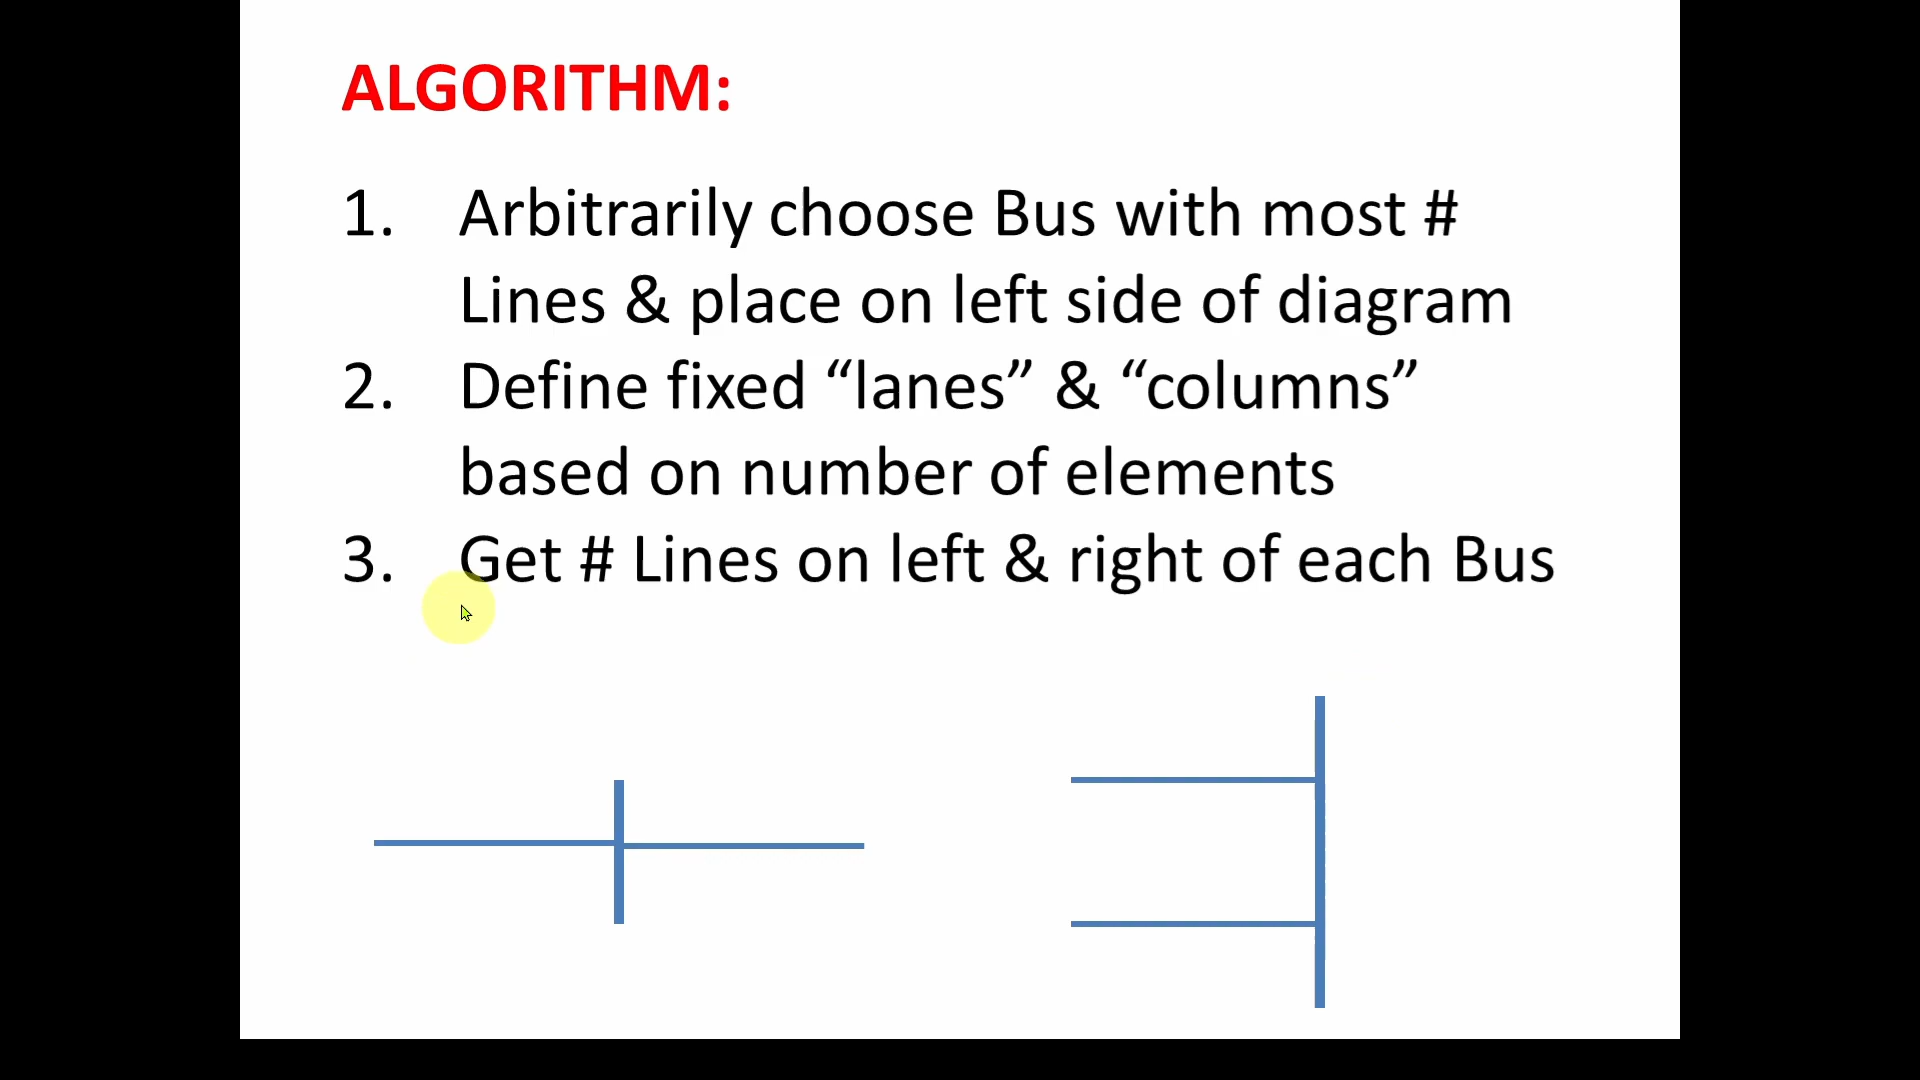 ALGORITHM:
1. Arbitrarily choose Bus with most #
Lines & place on left side of diagram
2. Define fixed “lanes” & “columns”
based on number of elements
3. Get # Lines on left & right of each Bus